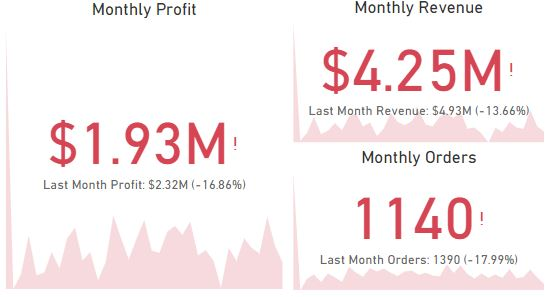 Monthly Profit
$1.93M!
Last Month Profit: $2.32M (-16.86%)
Monthly Revenue
$4.25M!
Last Month Revenue: $4.93M (-13.66%)
Monthly Orders
1140!
Last Month Orders: 1390 (-17.99%)